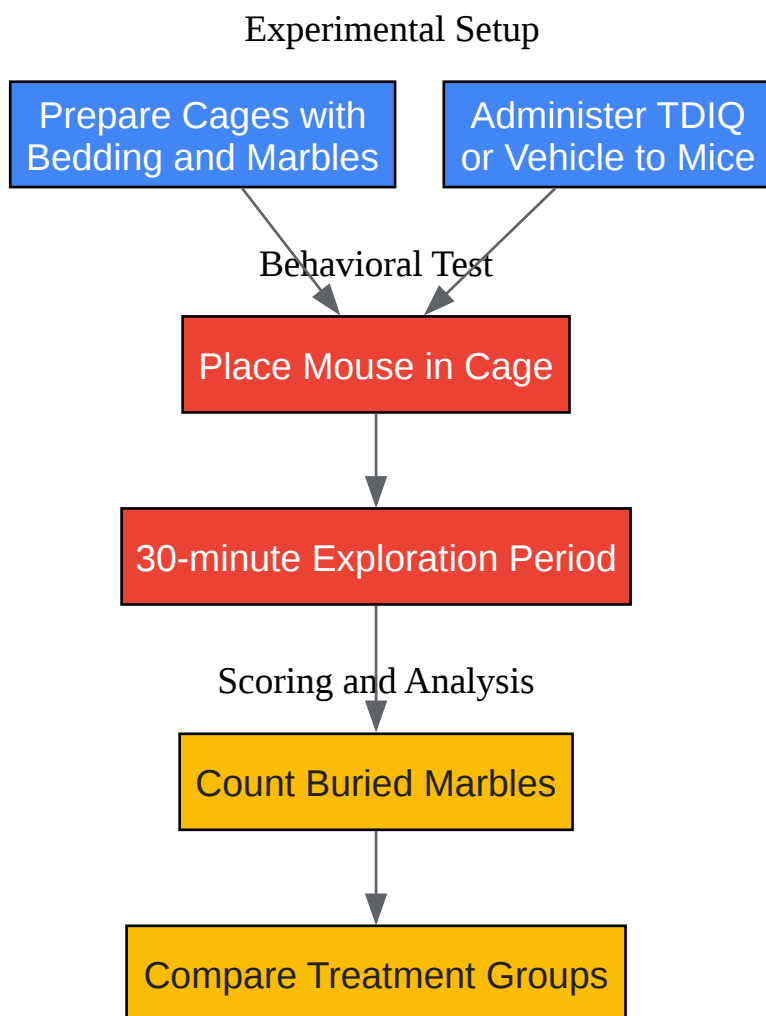 Experimental Setup
Prepare Cages with
Bedding and Marbles
Administer TDIQ
or Vehicle to Mice
Behavioral Test
Place Mouse in Cage
30-minute Exploration Period
Scoring and Analysis
Count Buried Marbles
Compare Treatment Groups